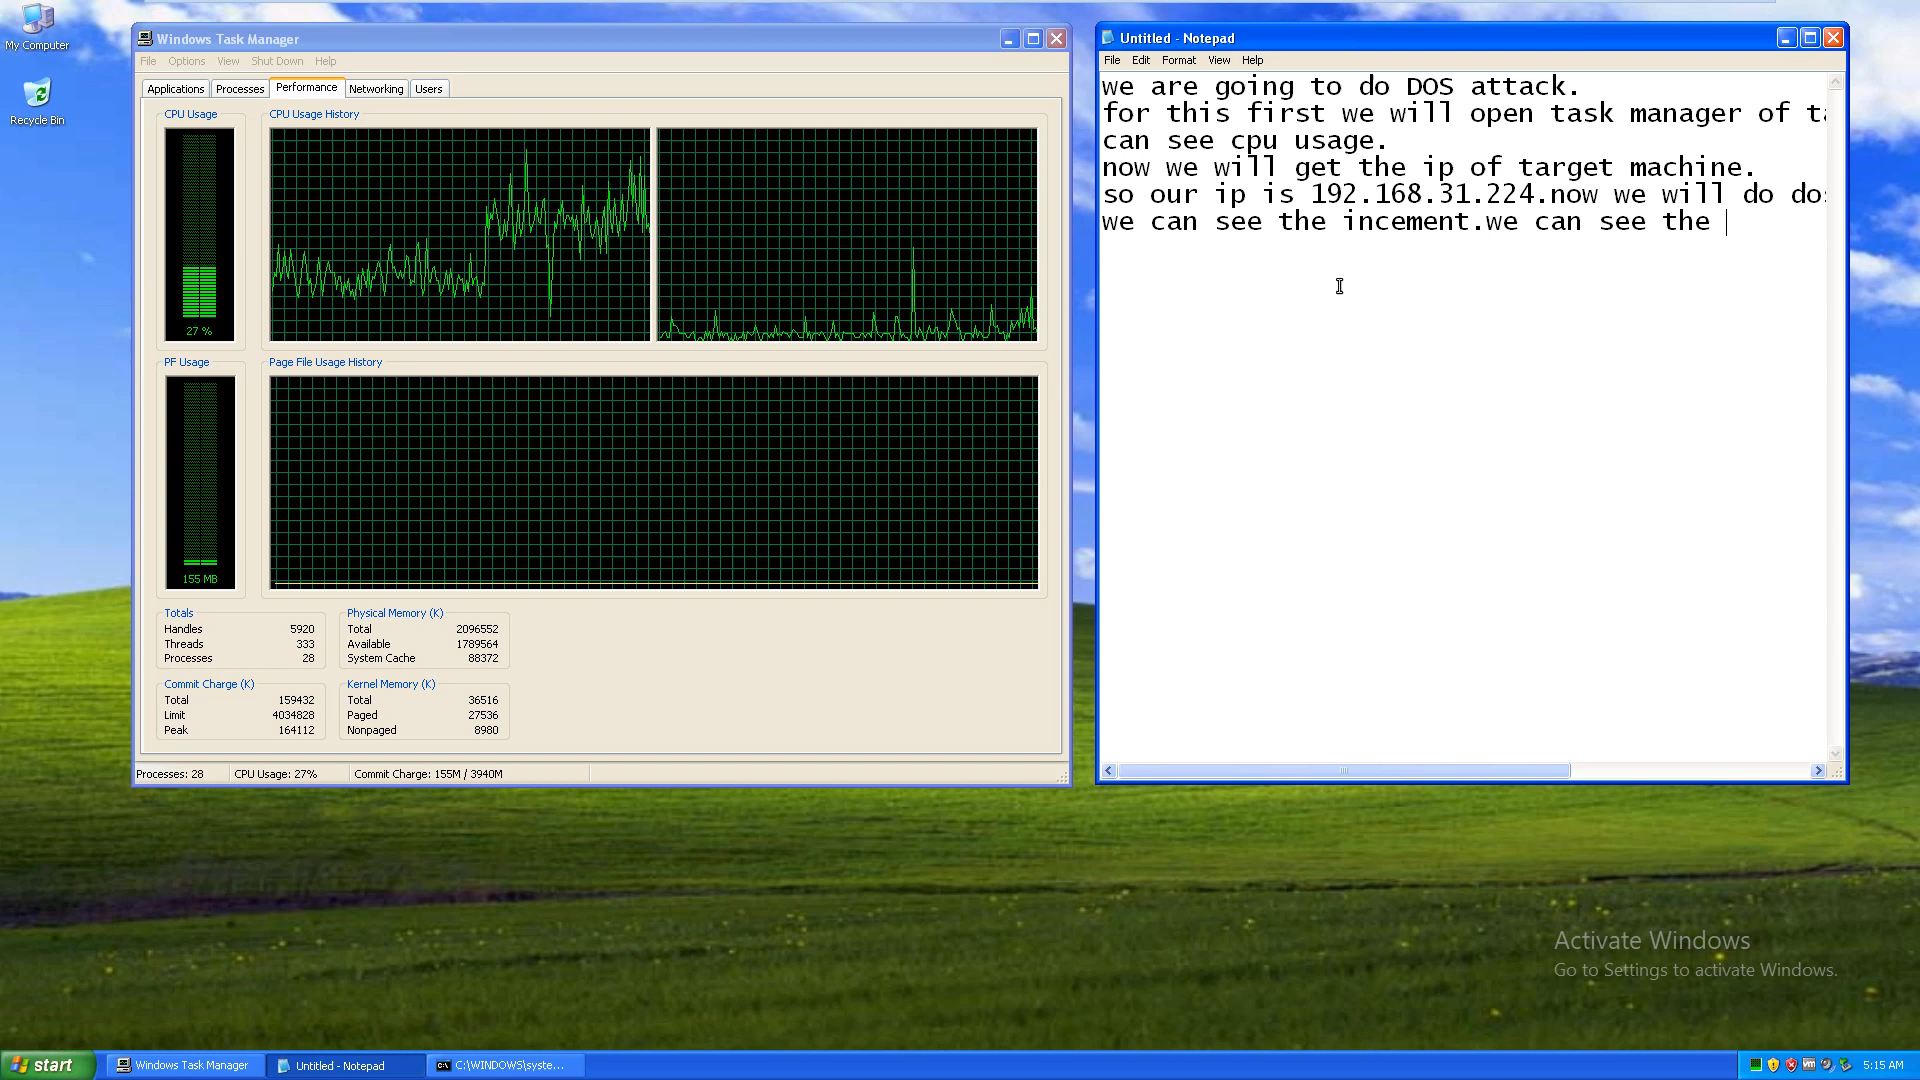 My Computer
Recycle Bin
Windows Task Manager
File Options View Shut Down Help
Applications Processes Performance Networking Users
CPU Usage
CPU Usage History
27 %
PF Usage
Page File Usage History
155 MB
Totals
Handles 5920
Threads 333
Processes 28
Physical Memory (K)
Total 2096552
Available 1789564
System Cache 88372
Commit Charge (K)
Total 159432
Limit 4034828
Peak 164112
Kernel Memory (K)
Total 36516
Paged 27536
Nonpaged 8980
Processes: 28 CPU Usage: 27% Commit Charge: 155M / 3940M
Untitled - Notepad
File Edit Format View Help
we are going to do DOS attack.
for this first we will open task manager of ta
can see cpu usage.
now we will get the ip of target machine.
so our ip is 192.168.31.224.now we will do dos
we can see the incement.we can see the
Activate Windows
Go to Settings to activate Windows.
start
Windows Task Manager
Untitled - Notepad
C:\WINDOWS\syste...
5:15 AM